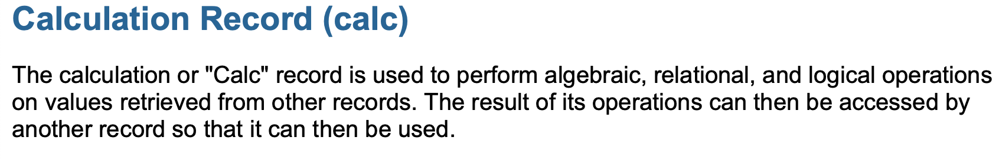 Calculation Record (calc)
The calculation or "Calc" record is used to perform algebraic, relational, and logical operations
on values retrieved from other records. The result of its operations can then be accessed by
another record so that it can then be used.